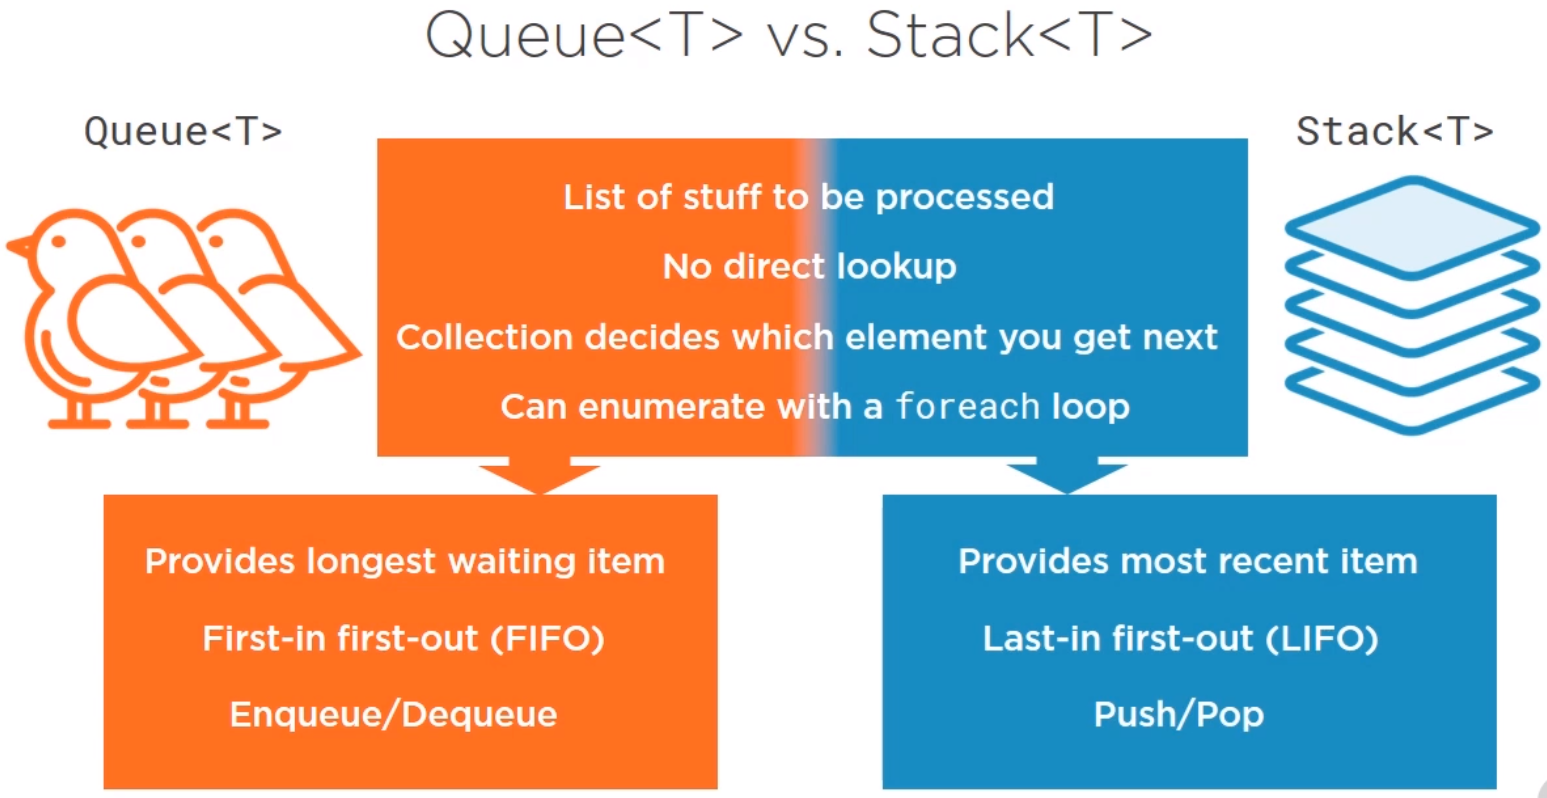 Queue<T> vs. Stack<T>
Queue<T>
Stack<T>
List of stuff to be processed
No direct lookup
Collection decides which element you get next
Can enumerate with a foreach loop
Provides longest waiting item
First-in first-out (FIFO)
Enqueue/Dequeue
Provides most recent item
Last-in first-out (LIFO)
Push/Pop